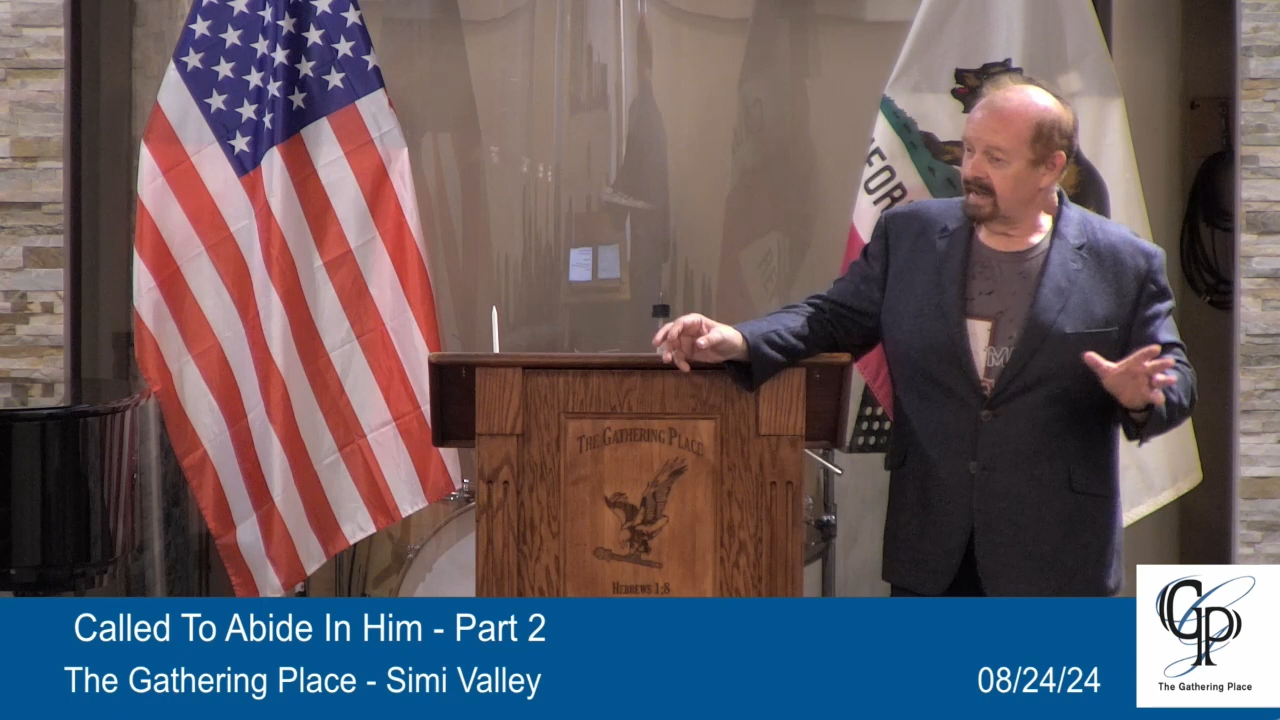 FOR
THE GATHERING PLACE
HEBREWS 1:8
Called To Abide In Him - Part 2
The Gathering Place - Simi Valley
08/24/24
GP
The Gathering Place